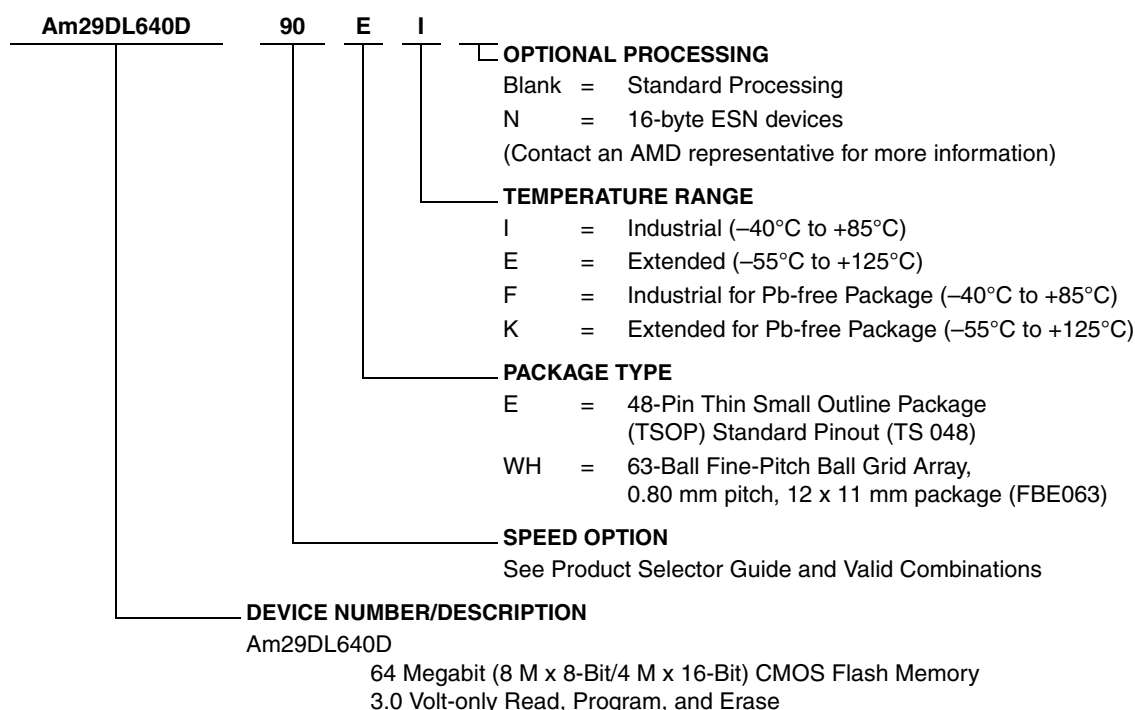 Am29DL640D 90 E I
OPTIONAL PROCESSING
Blank = Standard Processing
N = 16-byte ESN devices
(Contact an AMD representative for more information)
TEMPERATURE RANGE
I = Industrial (–40°C to +85°C)
E = Extended (–55°C to +125°C)
F = Industrial for Pb-free Package (–40°C to +85°C)
K = Extended for Pb-free Package (–55°C to +125°C)
PACKAGE TYPE
E = 48-Pin Thin Small Outline Package
(TSOP) Standard Pinout (TS 048)
WH = 63-Ball Fine-Pitch Ball Grid Array,
0.80 mm pitch, 12 x 11 mm package (FBE063)
SPEED OPTION
See Product Selector Guide and Valid Combinations
DEVICE NUMBER/DESCRIPTION
Am29DL640D
64 Megabit (8 M x 8-Bit/4 M x 16-Bit) CMOS Flash Memory
3.0 Volt-only Read, Program, and Erase